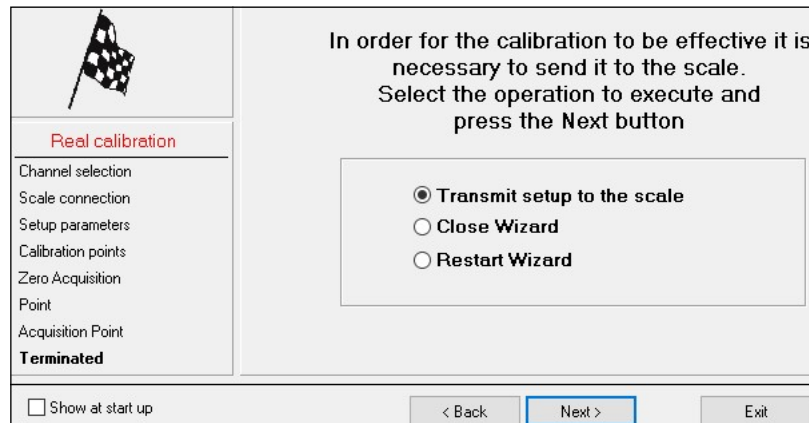 In order for the calibration to be effective it is
necessary to send it to the scale.
Select the operation to execute and
press the Next button
Real calibration
Channel selection
Scale connection
Setup parameters
Calibration points
Zero Acquisition
Point
Acquisition Point
Terminated
Transmit setup to the scale
Close Wizard
Restart Wizard
Show at start up
< Back
Next >
Exit